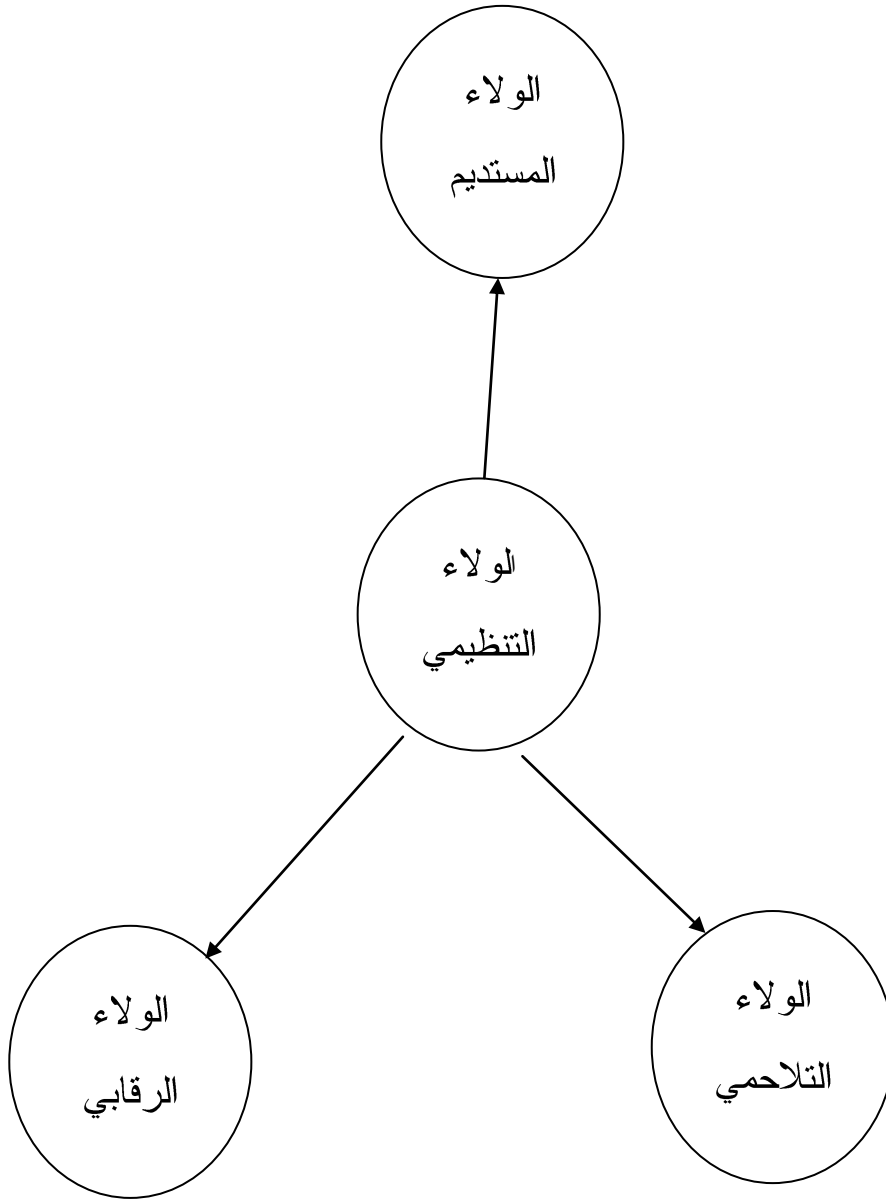 الولاء
المستديم
الولاء
التنظيمي
الولاء
التلاحمي
الولاء
الرقابي